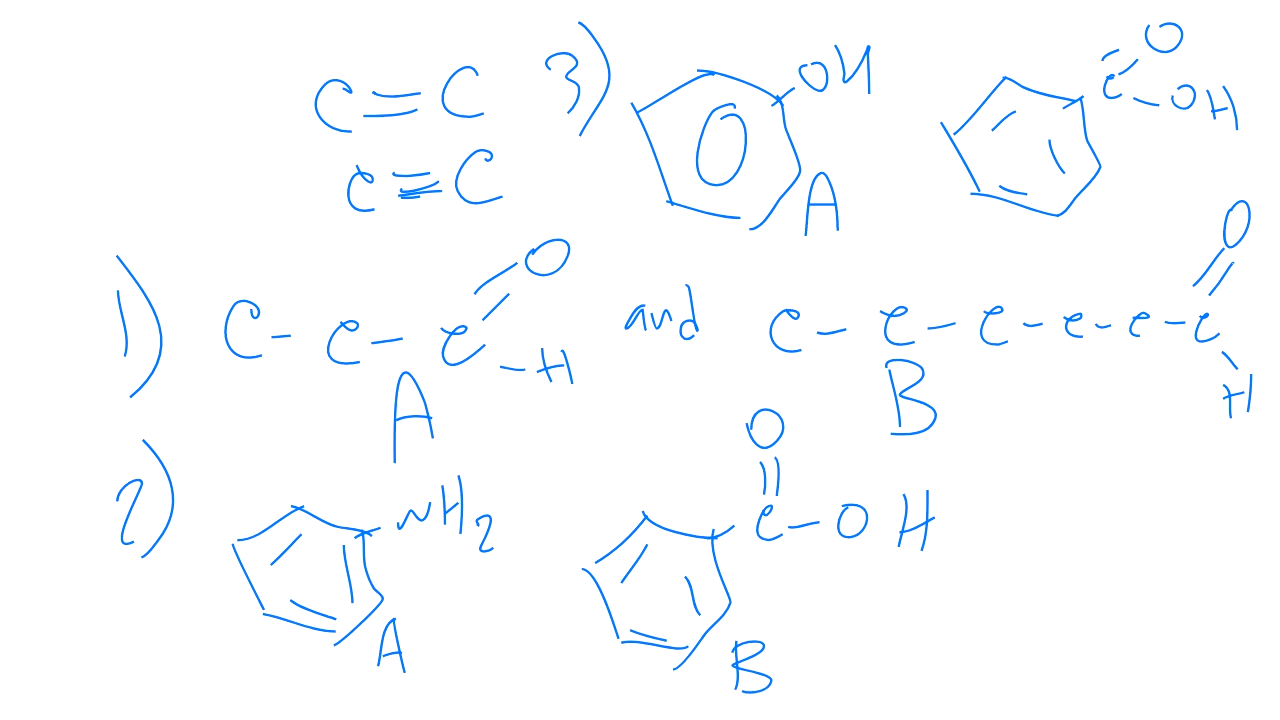 C=C 3) OH C O OH
C≡C A
1) C-C-C=O -H and C-C-C-C-C-C=O H
A B
2) NH2 O=C-OH
A B